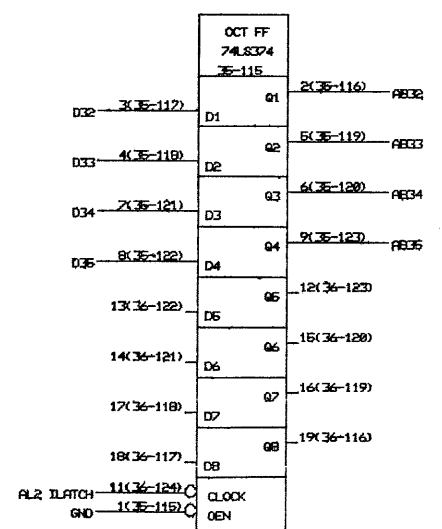 OCT FF
74LS374
35-115
Q1 2(35-116) AB32
D32 3(35-117) D1
Q2 5(35-119) AB33
D33 4(35-118) D2
Q3 6(35-120) AB34
D34 7(35-121) D3
Q4 9(35-123) AB35
D35 8(35-122) D4
Q5 12(36-123)
13(36-122) D5
Q6 15(36-120)
14(36-121) D6
Q7 16(36-119)
17(36-118) D7
Q8 19(36-116)
18(36-117) D8
AL2 ILATCH 11(36-124) CLOCK
GND 1(35-115) OEN